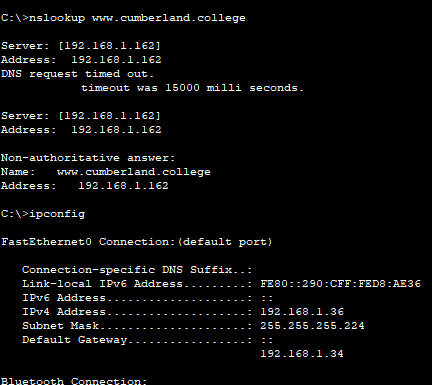 C:\>nslookup www.cumberland.college
Server: [192.168.1.162]
Address: 192.168.1.162
DNS request timed out.
timeout was 15000 milli seconds.
Server: [192.168.1.162]
Address: 192.168.1.162
Non-authoritative answer:
Name: www.cumberland.college
Address: 192.168.1.162
C:\>ipconfig
FastEthernet0 Connection:(default port)
Connection-specific DNS Suffix..:
Link-local IPv6 Address.........: FE80::290:CFF:FED8:AE36
IPv6 Address....................: ::
IPv4 Address....................: 192.168.1.36
Subnet Mask.....................: 255.255.255.224
Default Gateway.................: ::
192.168.1.34
Bluetooth Connection: